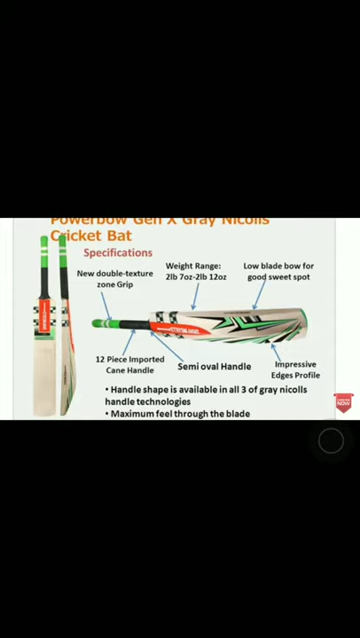 Powerbow Gen X Gray Nicolls
Cricket Bat
Specifications
New double-texture
zone Grip
Weight Range:
2lb 7oz-2lb 12oz
Low blade bow for
good sweet spot
12 Piece Imported
Cane Handle
Semi oval Handle
Impressive
Edges Profile
• Handle shape is available in all 3 of gray nicolls
handle technologies
• Maximum feel through the blade
NOW